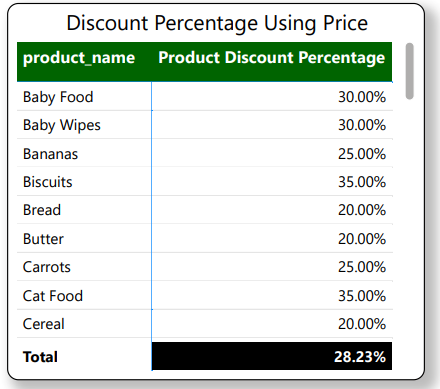 Discount Percentage Using Price
product_name Product Discount Percentage
Baby Food 30.00%
Baby Wipes 30.00%
Bananas 25.00%
Biscuits 35.00%
Bread 20.00%
Butter 20.00%
Carrots 25.00%
Cat Food 35.00%
Cereal 20.00%
Total 28.23%